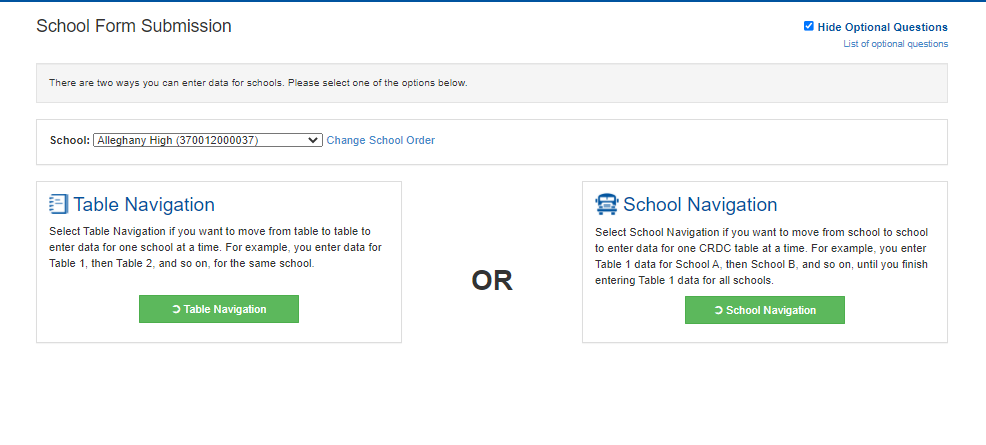 School Form Submission
Hide Optional Questions
List of optional questions
There are two ways you can enter data for schools. Please select one of the options below.
School: Alleghany High (370012000037) Change School Order
Table Navigation
Select Table Navigation if you want to move from table to table to
enter data for one school at a time. For example, you enter data for
Table 1, then Table 2, and so on, for the same school.
Table Navigation
OR
School Navigation
Select School Navigation if you want to move from school to school
to enter data for one CRDC table at a time. For example, you enter
Table 1 data for School A, then School B, and so on, until you finish
entering Table 1 data for all schools.
School Navigation